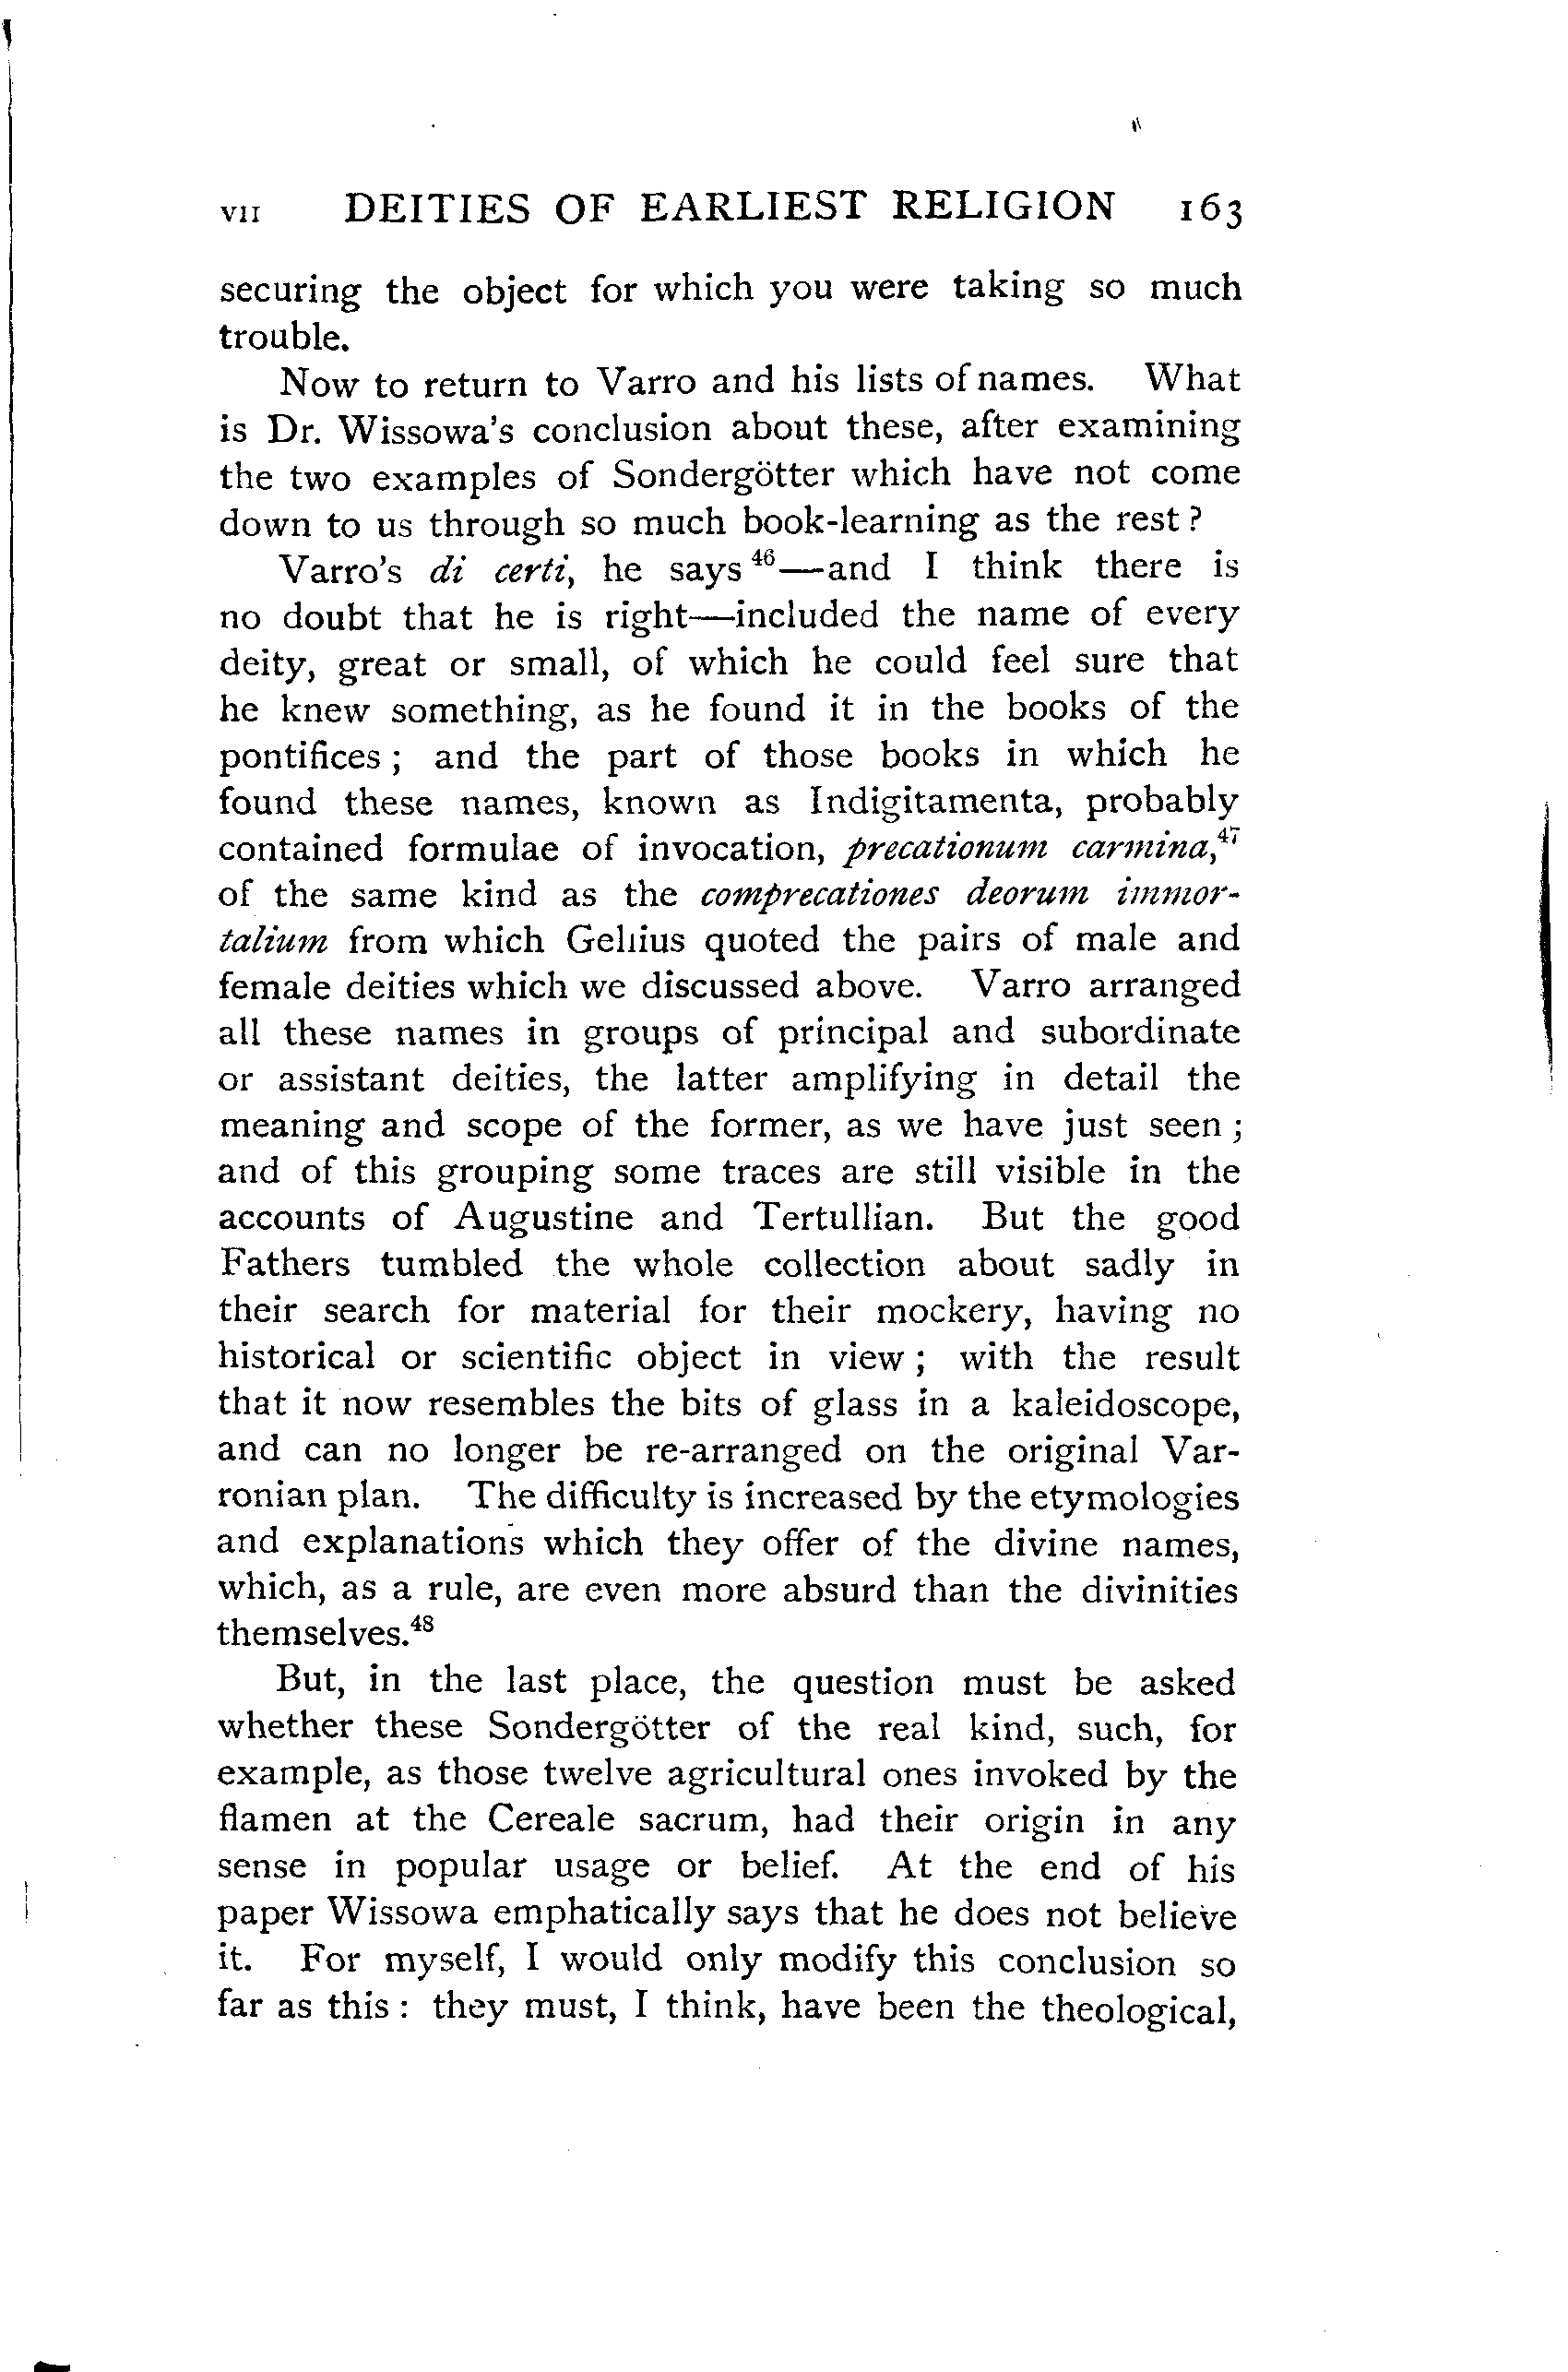 VII DEITIES OF EARLIEST RELIGION 163
securing the object for which you were taking so much
trouble.
Now to return to Varro and his lists of names. What
is Dr. Wissowa's conclusion about these, after examining
the two examples of Sondergötter which have not come
down to us through so much book-learning as the rest ?
Varro's di certi, he says ⁴⁶—and I think there is
no doubt that he is right—included the name of every
deity, great or small, of which he could feel sure that
he knew something, as he found it in the books of the
pontifices ; and the part of those books in which he
found these names, known as Indigitamenta, probably
contained formulae of invocation, precationum carmina,⁴⁷
of the same kind as the comprecationes deorum immor-
talium from which Gellius quoted the pairs of male and
female deities which we discussed above. Varro arranged
all these names in groups of principal and subordinate
or assistant deities, the latter amplifying in detail the
meaning and scope of the former, as we have just seen ;
and of this grouping some traces are still visible in the
accounts of Augustine and Tertullian. But the good
Fathers tumbled the whole collection about sadly in
their search for material for their mockery, having no
historical or scientific object in view ; with the result
that it now resembles the bits of glass in a kaleidoscope,
and can no longer be re-arranged on the original Var-
ronian plan. The difficulty is increased by the etymologies
and explanations which they offer of the divine names,
which, as a rule, are even more absurd than the divinities
themselves.⁴⁸
But, in the last place, the question must be asked
whether these Sondergötter of the real kind, such, for
example, as those twelve agricultural ones invoked by the
flamen at the Cereale sacrum, had their origin in any
sense in popular usage or belief. At the end of his
paper Wissowa emphatically says that he does not believe
it. For myself, I would only modify this conclusion so
far as this : they must, I think, have been the theological,